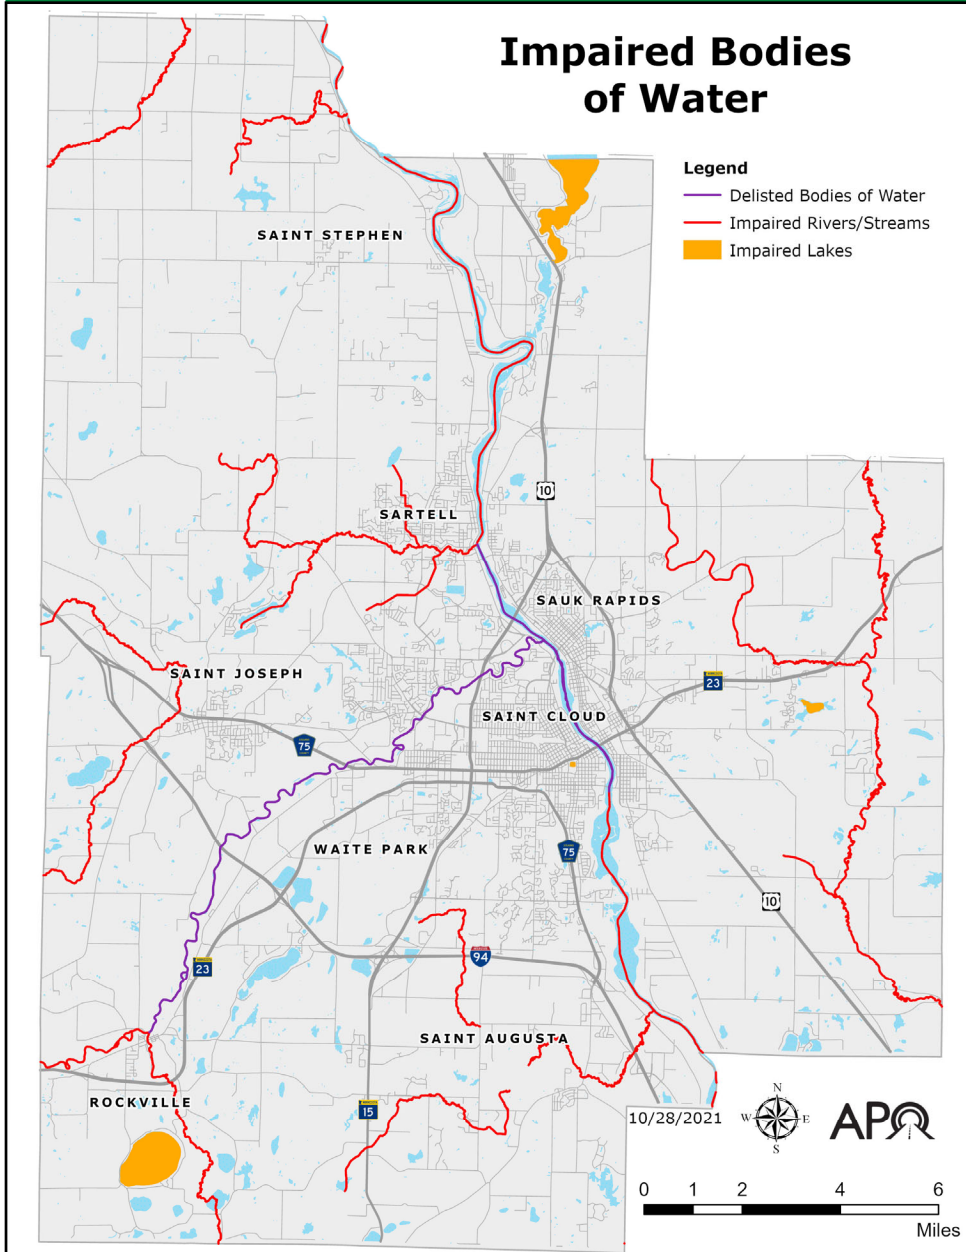 Impaired Bodies
of Water
Legend
Delisted Bodies of Water
Impaired Rivers/Streams
Impaired Lakes
SAINT STEPHEN
10
SARTELL
SAUK RAPIDS
SAINT JOSEPH
23
SAINT CLOUD
75
WAITE PARK
75
10
23
94
SAINT AUGUSTA
ROCKVILLE
15
10/28/2021
N
W
E
S
APO
0 1 2 4 6
Miles